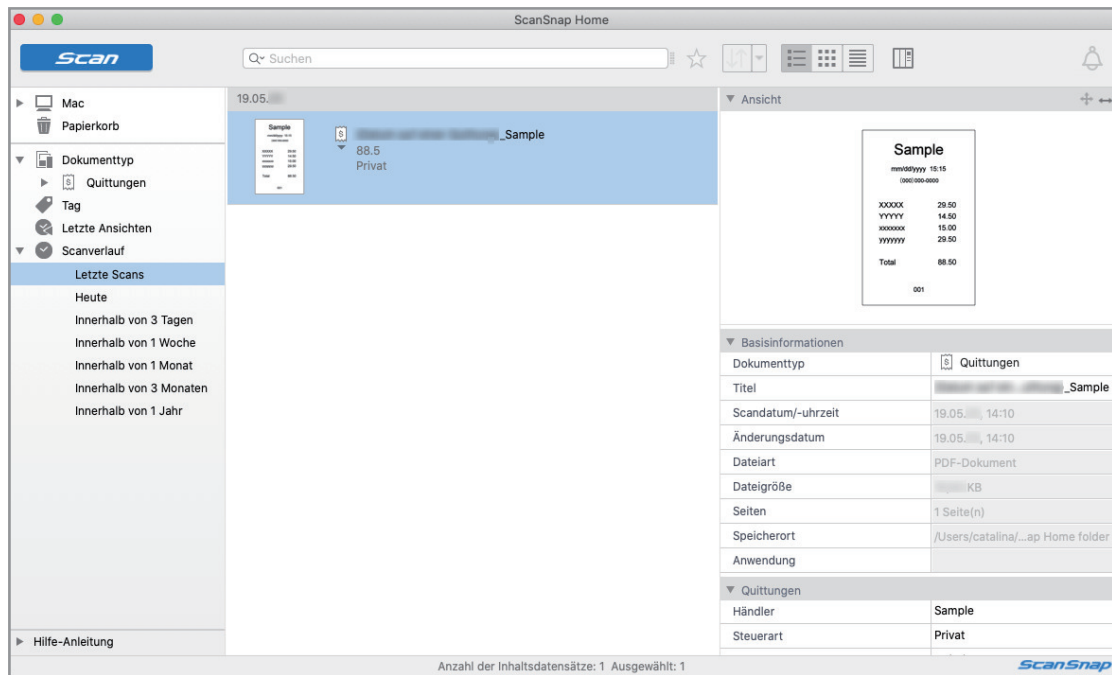 ScanSnap Home
Scan
Suchen
Mac
Papierkorb
Dokumenttyp
Quittungen
Tag
Letzte Ansichten
Scanverlauf
Letzte Scans
Heute
Innerhalb von 3 Tagen
Innerhalb von 1 Woche
Innerhalb von 1 Monat
Innerhalb von 3 Monaten
Innerhalb von 1 Jahr
Hilfe-Anleitung
19.05.
_Sample
88.5
Privat
Ansicht
Sample
mm/dd/yyyy 15:15
(000)000-0000
XXXXX 29.50
YYYYY 14.50
xxxxxxx 15.00
yyyyyyy 29.50
Total 88.50
001
Basisinformationen
Dokumenttyp Quittungen
Titel _Sample
Scandatum/-uhrzeit 19.05. , 14:10
Änderungsdatum 19.05. , 14:10
Dateiart PDF-Dokument
Dateigröße KB
Seiten 1 Seite(n)
Speicherort /Users/catalina/...ap Home folder
Anwendung
Quittungen
Händler Sample
Steuerart Privat
Anzahl der Inhaltsdatensätze: 1 Ausgewählt: 1
ScanSnap